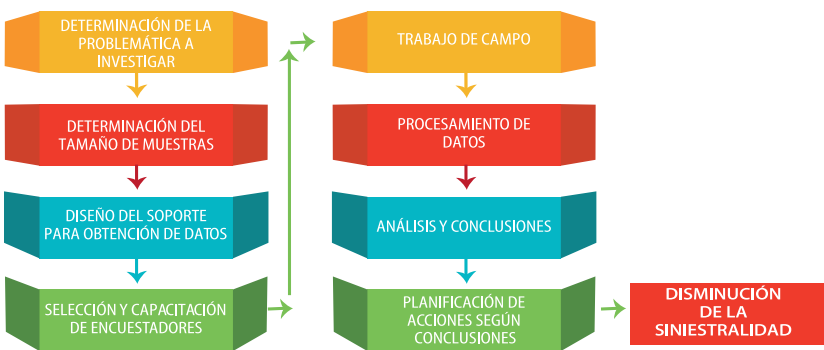 DETERMINACIÓN DE LA
PROBLEMÁTICA A
INVESTIGAR
DETERMINACIÓN DEL
TAMAÑO DE MUESTRAS
DISEÑO DEL SOPORTE
PARA OBTENCIÓN DE DATOS
SELECCIÓN Y CAPACITACIÓN
DE ENCUESTADORES
TRABAJO DE CAMPO
PROCESAMIENTO DE
DATOS
ANÁLISIS Y CONCLUSIONES
PLANIFICACIÓN DE
ACCIONES SEGÚN
CONCLUSIONES
DISMINUCIÓN
DE LA
SINIESTRALIDAD